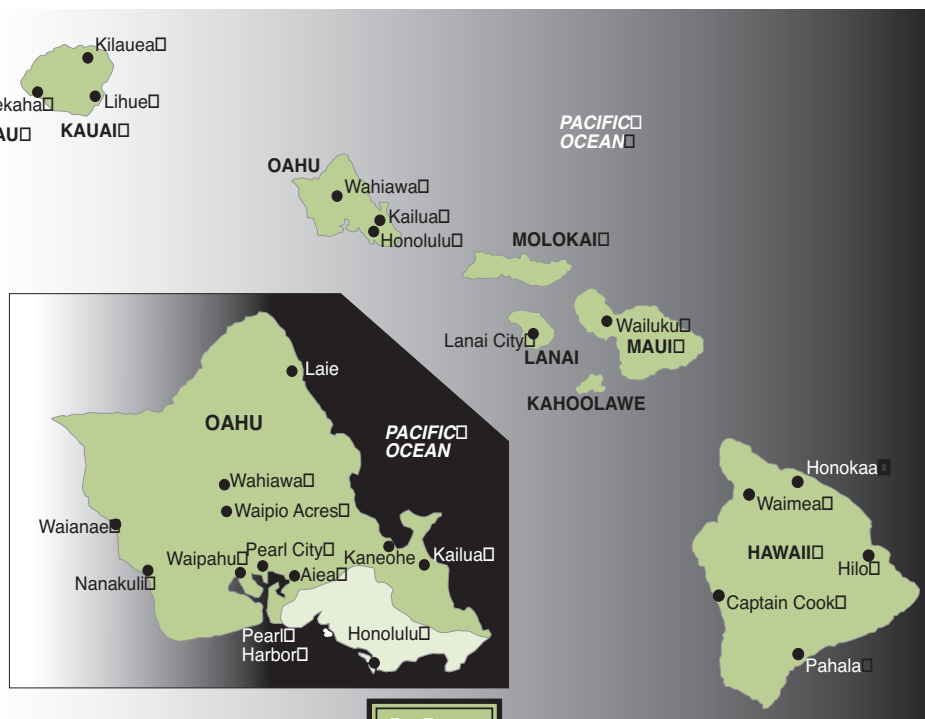 Kilauea
ekaha
Lihue
AU
KAUAI
PACIFIC
OCEAN
OAHU
Wahiawa
Kailua
Honolulu
MOLOKAI
Lanai City
LANAI
Wailuku
MAUI
KAHOOLAWE
Laie
OAHU
PACIFIC
OCEAN
Wahiawa
Waipio Acres
Waianae
Waipahu
Pearl City
Kaneohe
Kailua
Nanakuli
Aiea
Pearl
Harbor
Honolulu
Honokaa
Waimea
HAWAII
Hilo
Captain Cook
Pahala